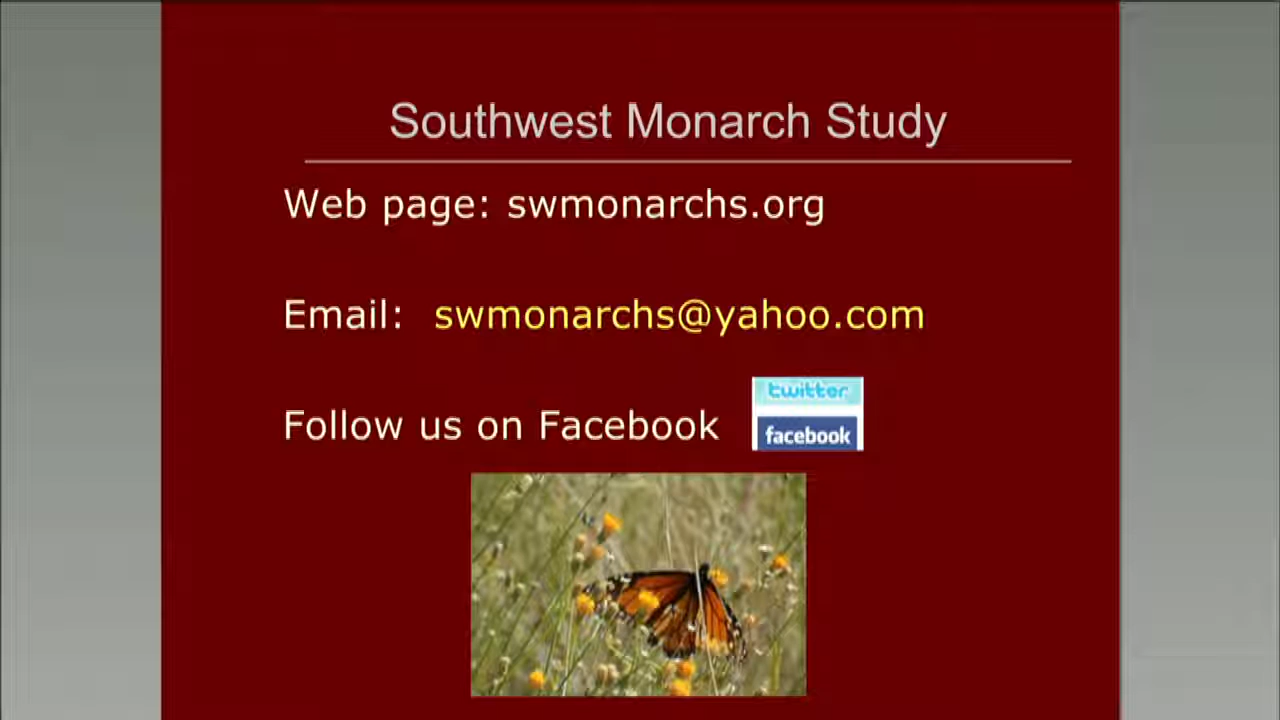 Southwest Monarch Study
Web page: swmonarchs.org
Email: swmonarchs@yahoo.com
Follow us on Facebook
twitter
facebook